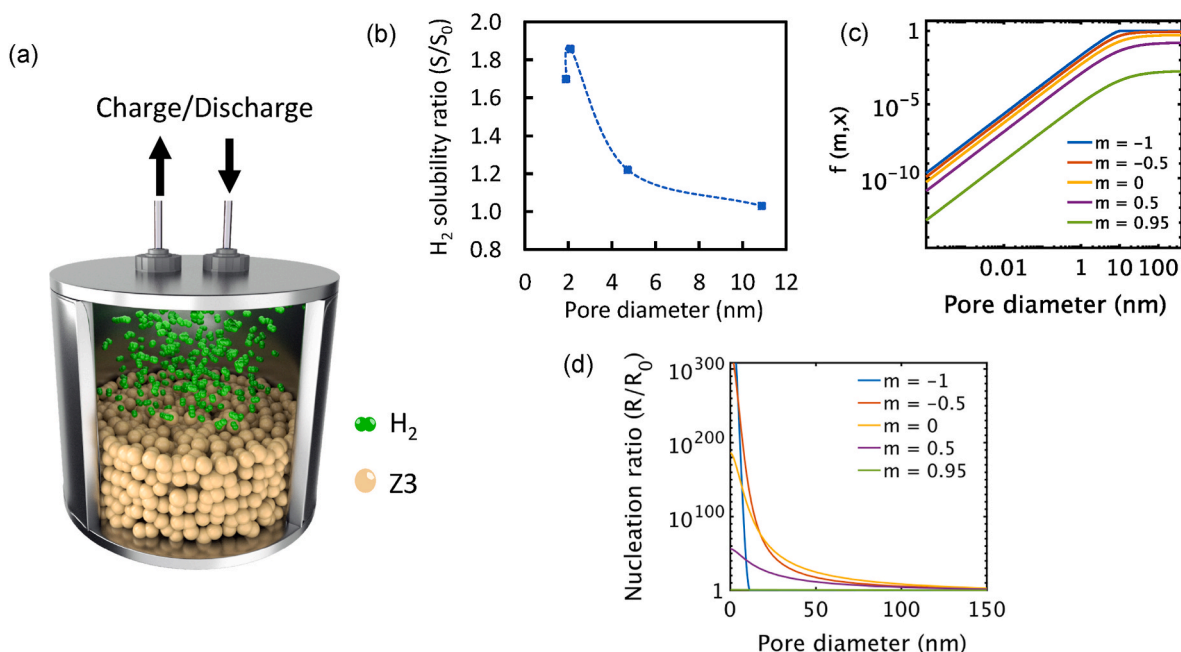 (a)
Charge/Discharge
H₂
Z3
(b)
H₂ solubility ratio (S/S₀)
2.0
1.8
1.6
1.4
1.2
1.0
0.8
0 2 4 6 8 10 12
Pore diameter (nm)
(c)
f (m,x)
1
10⁻⁵
10⁻¹⁰
m = -1
m = -0.5
m = 0
m = 0.5
m = 0.95
0.01 1 10 100
Pore diameter (nm)
(d)
Nucleation ratio (R/R₀)
10³⁰⁰
10²⁰⁰
10¹⁰⁰
1
m = −1
m = −0.5
m = 0
m = 0.5
m = 0.95
0 50 100 150
Pore diameter (nm)